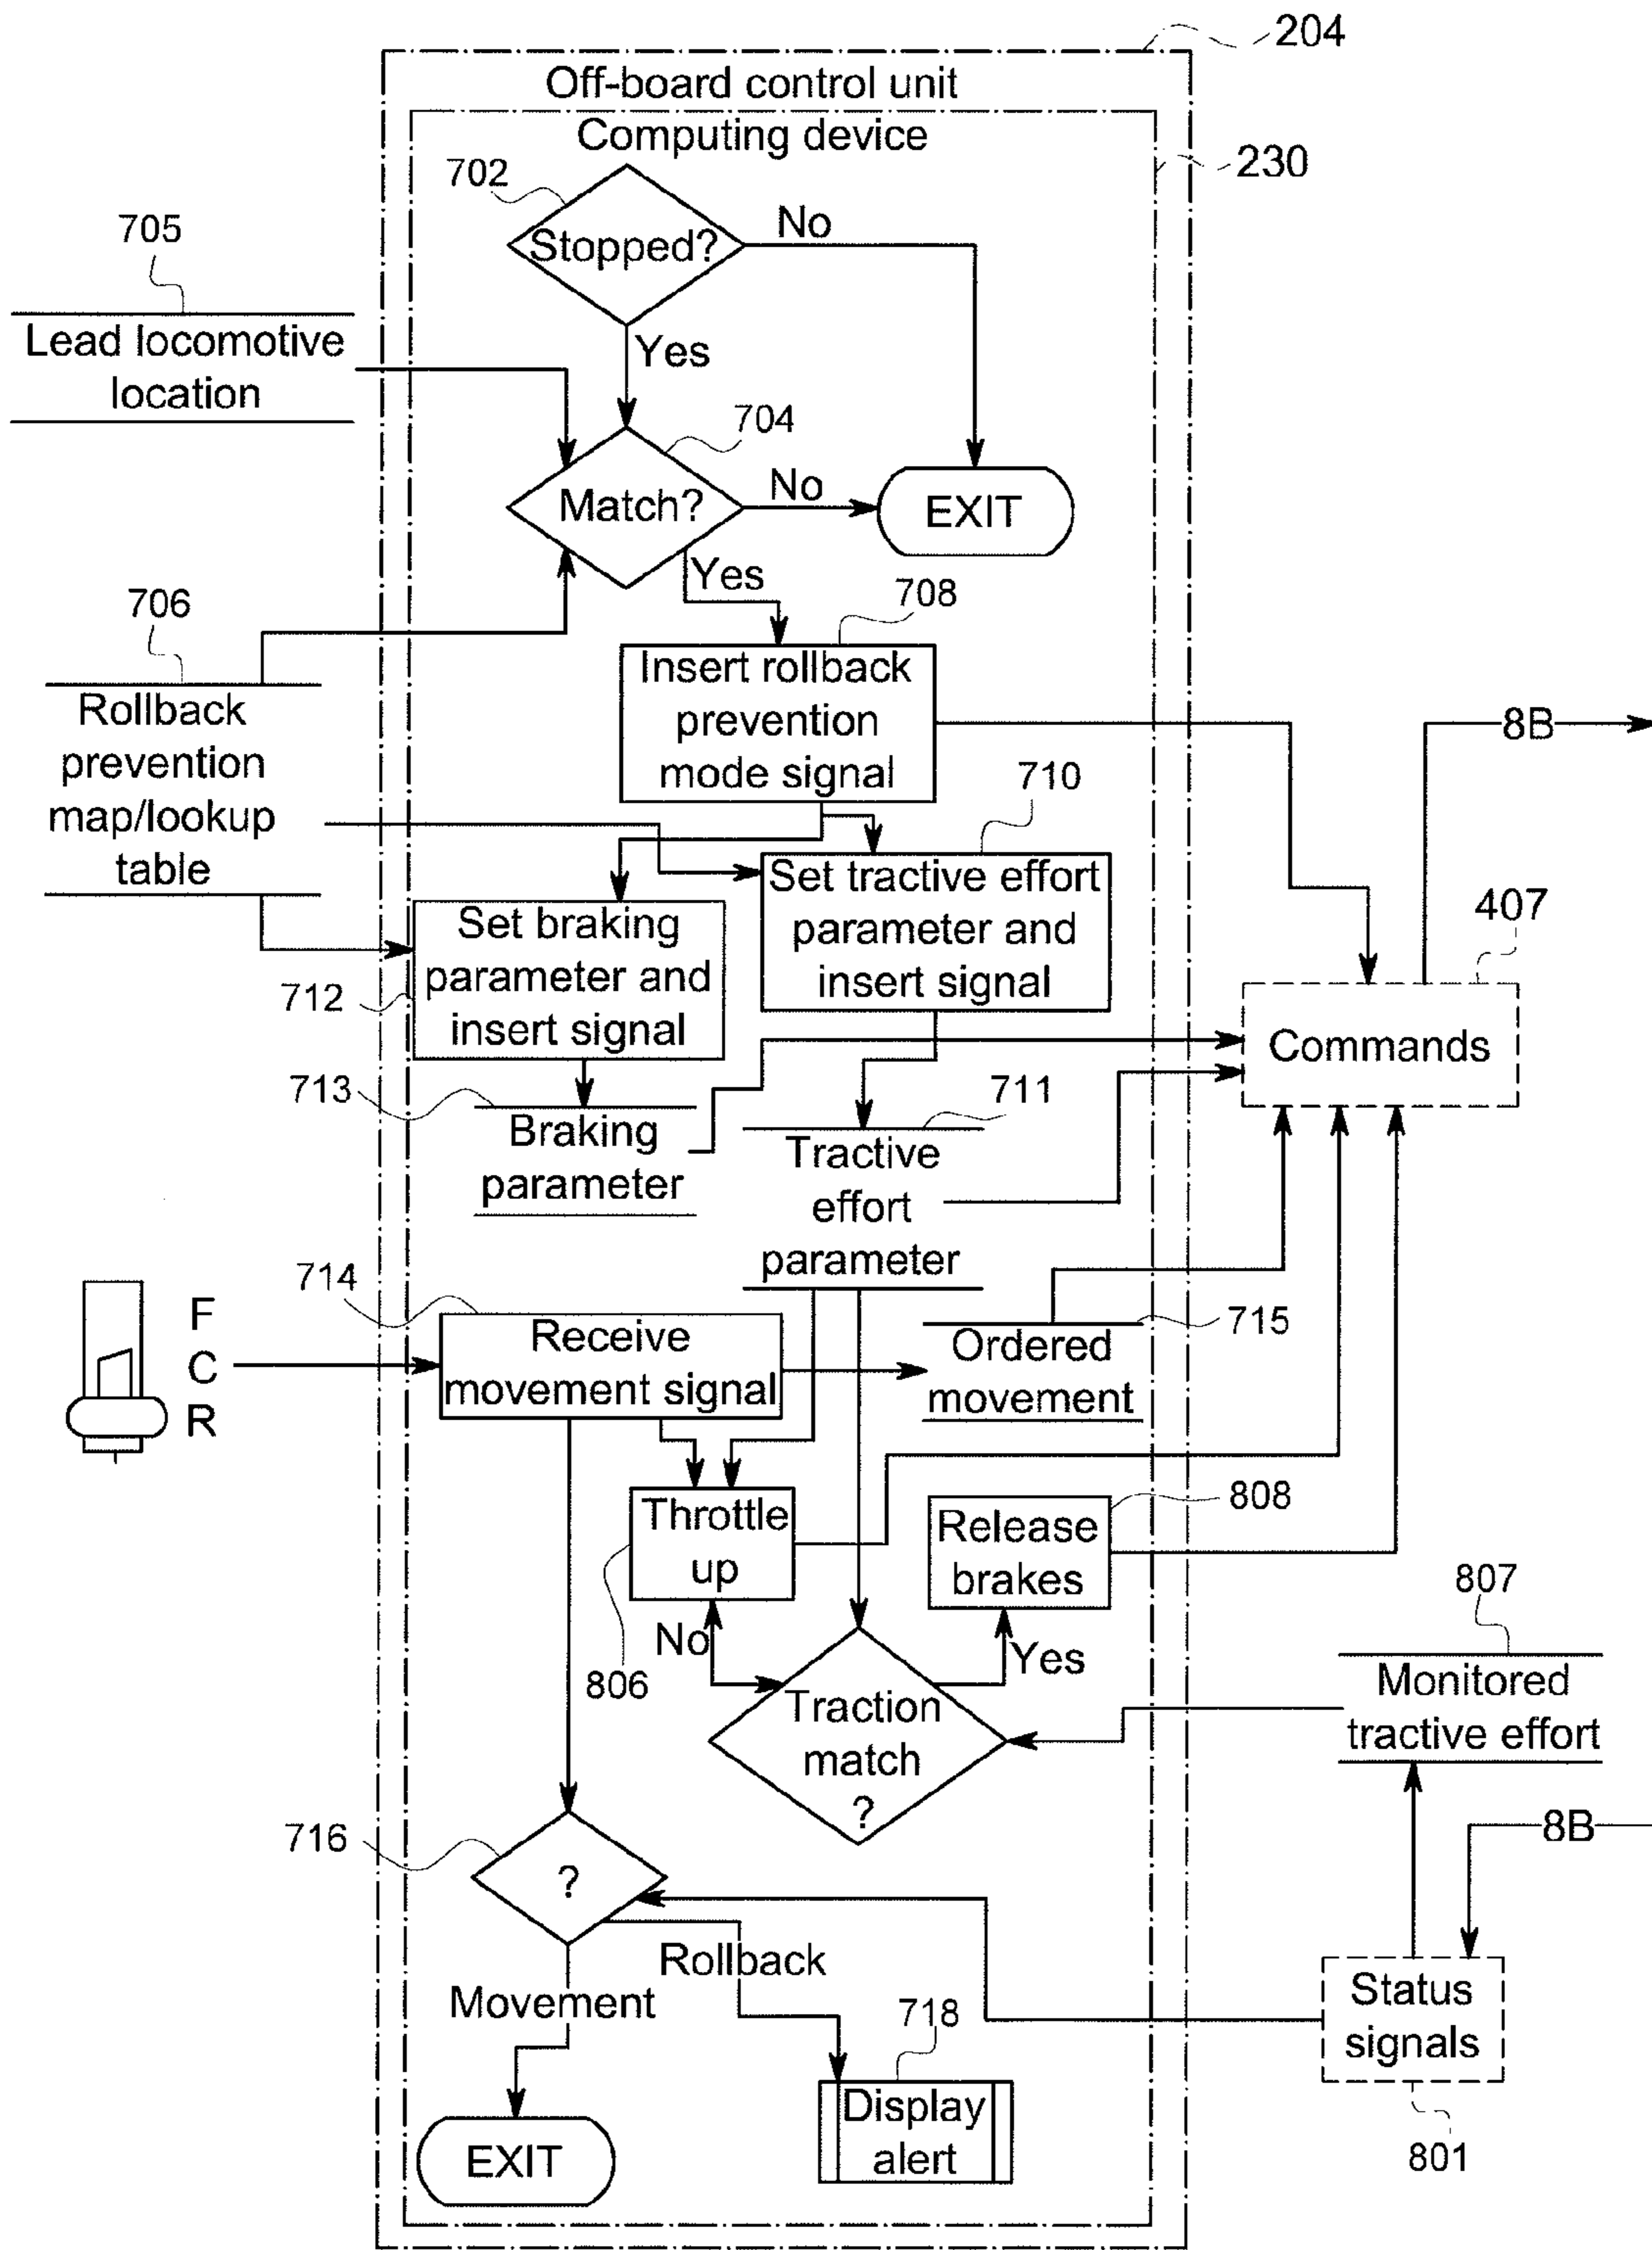 204
Off-board control unit
Computing device
230
702
Stopped?
No
Yes
705
Lead locomotive
location
704
Match?
No
EXIT
Yes
706
Rollback
prevention
map/lookup
table
708
Insert rollback
prevention
mode signal
8B
710
Set tractive effort
parameter and
insert signal
712
Set braking
parameter and
insert signal
407
Commands
713
Braking
parameter
711
Tractive
effort
parameter
F
C
R
714
Receive
movement signal
715
Ordered
movement
Throttle
up
806
No
808
Release
brakes
Yes
Traction
match
?
807
Monitored
tractive effort
8B
716
?
Rollback
Movement
Status
signals
801
718
Display
alert
EXIT